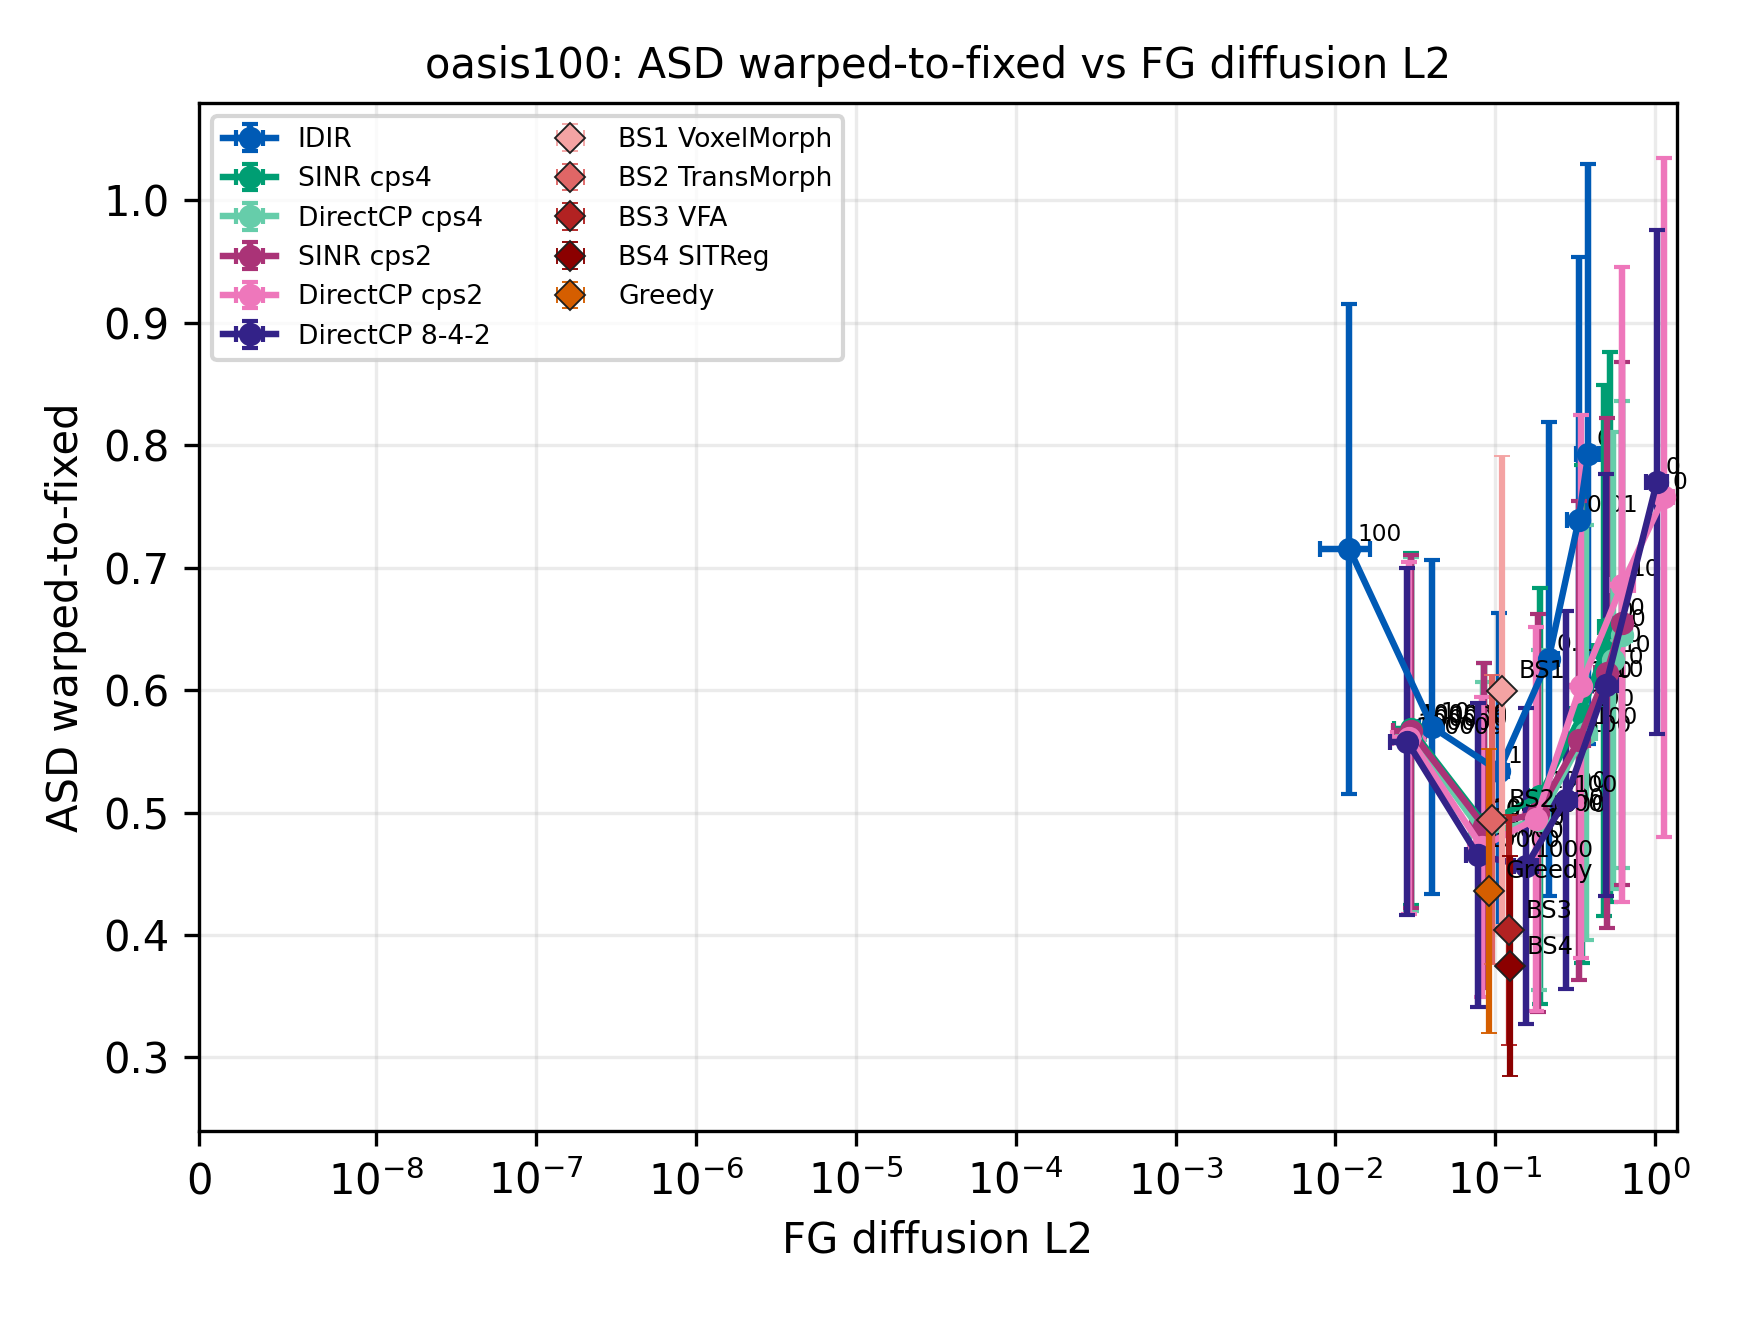 oasis100: ASD warped-to-fixed vs FG diffusion L2
ASD warped-to-fixed
1.0
0.9
0.8
0.7
0.6
0.5
0.4
0.3
IDIR
SINR cps4
DirectCP cps4
SINR cps2
DirectCP cps2
DirectCP 8-4-2
BS1 VoxelMorph
BS2 TransMorph
BS3 VFA
BS4 SITReg
Greedy
100
0
0
10
BS1
1
BS2
100
1000
Greedy
BS3
BS4
0
10⁻⁸
10⁻⁷
10⁻⁶
10⁻⁵
10⁻⁴
10⁻³
10⁻²
10⁻¹
10⁰
FG diffusion L2